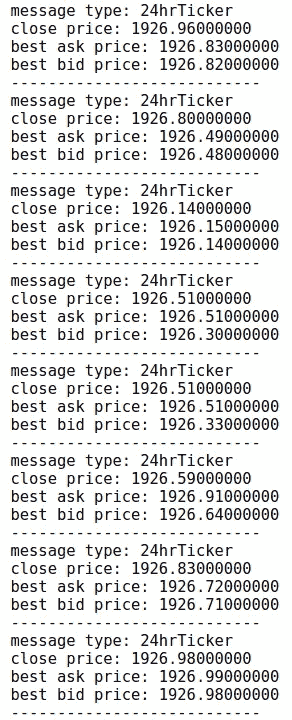 message type: 24hrTicker
close price: 1926.96000000
best ask price: 1926.83000000
best bid price: 1926.82000000
---------------------------
message type: 24hrTicker
close price: 1926.80000000
best ask price: 1926.49000000
best bid price: 1926.48000000
---------------------------
message type: 24hrTicker
close price: 1926.14000000
best ask price: 1926.15000000
best bid price: 1926.14000000
---------------------------
message type: 24hrTicker
close price: 1926.51000000
best ask price: 1926.51000000
best bid price: 1926.30000000
---------------------------
message type: 24hrTicker
close price: 1926.51000000
best ask price: 1926.51000000
best bid price: 1926.33000000
---------------------------
message type: 24hrTicker
close price: 1926.59000000
best ask price: 1926.91000000
best bid price: 1926.64000000
---------------------------
message type: 24hrTicker
close price: 1926.83000000
best ask price: 1926.72000000
best bid price: 1926.71000000
---------------------------
message type: 24hrTicker
close price: 1926.98000000
best ask price: 1926.99000000
best bid price: 1926.98000000
---------------------------